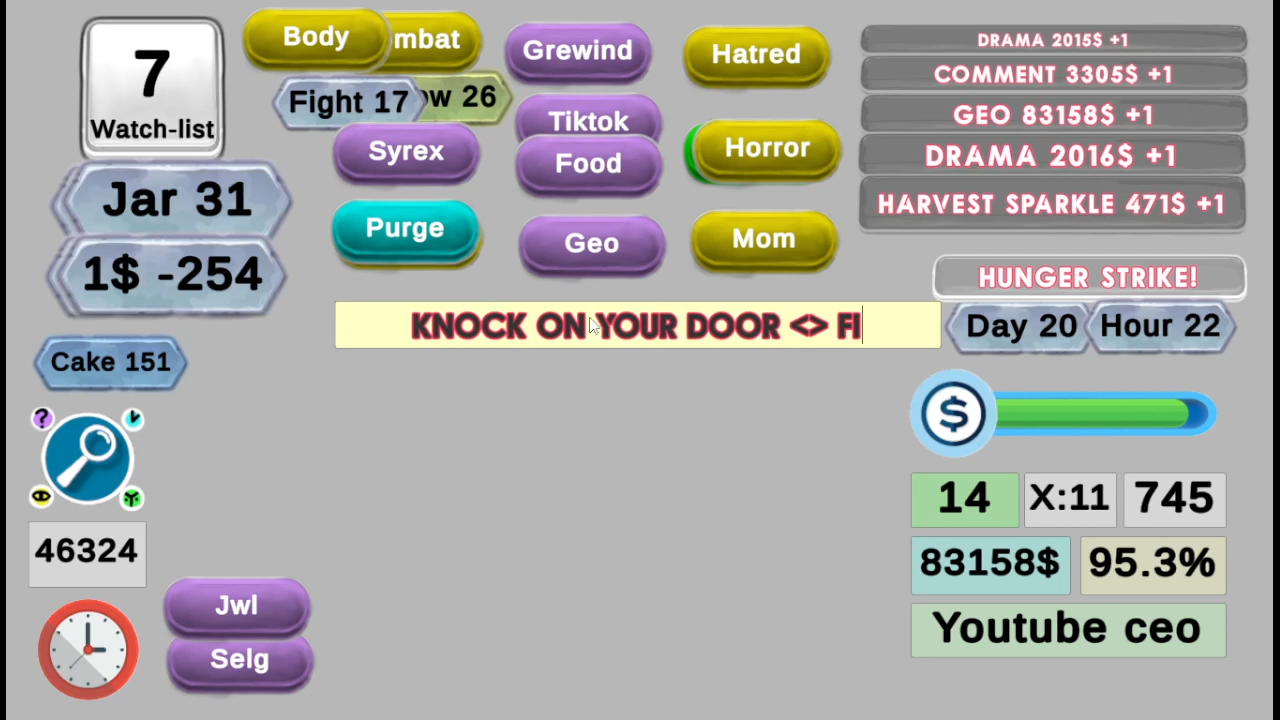 7
Watch-list
Jar 31
1$ -254
Cake 151
46324
Body
mbat
Fight 17
ow 26
Syrex
Purge
Grewind
Tiktok
Food
Geo
Hatred
Horror
Mom
DRAMA 2015$ +1
COMMENT 3305$ +1
GEO 83158$ +1
DRAMA 2016$ +1
HARVEST SPARKLE 471$ +1
HUNGER STRIKE!
Day 20
Hour 22
KNOCK ON YOUR DOOR <> FI
$
14
X:11
745
83158$
95.3%
Youtube ceo
Jwl
Selg
?